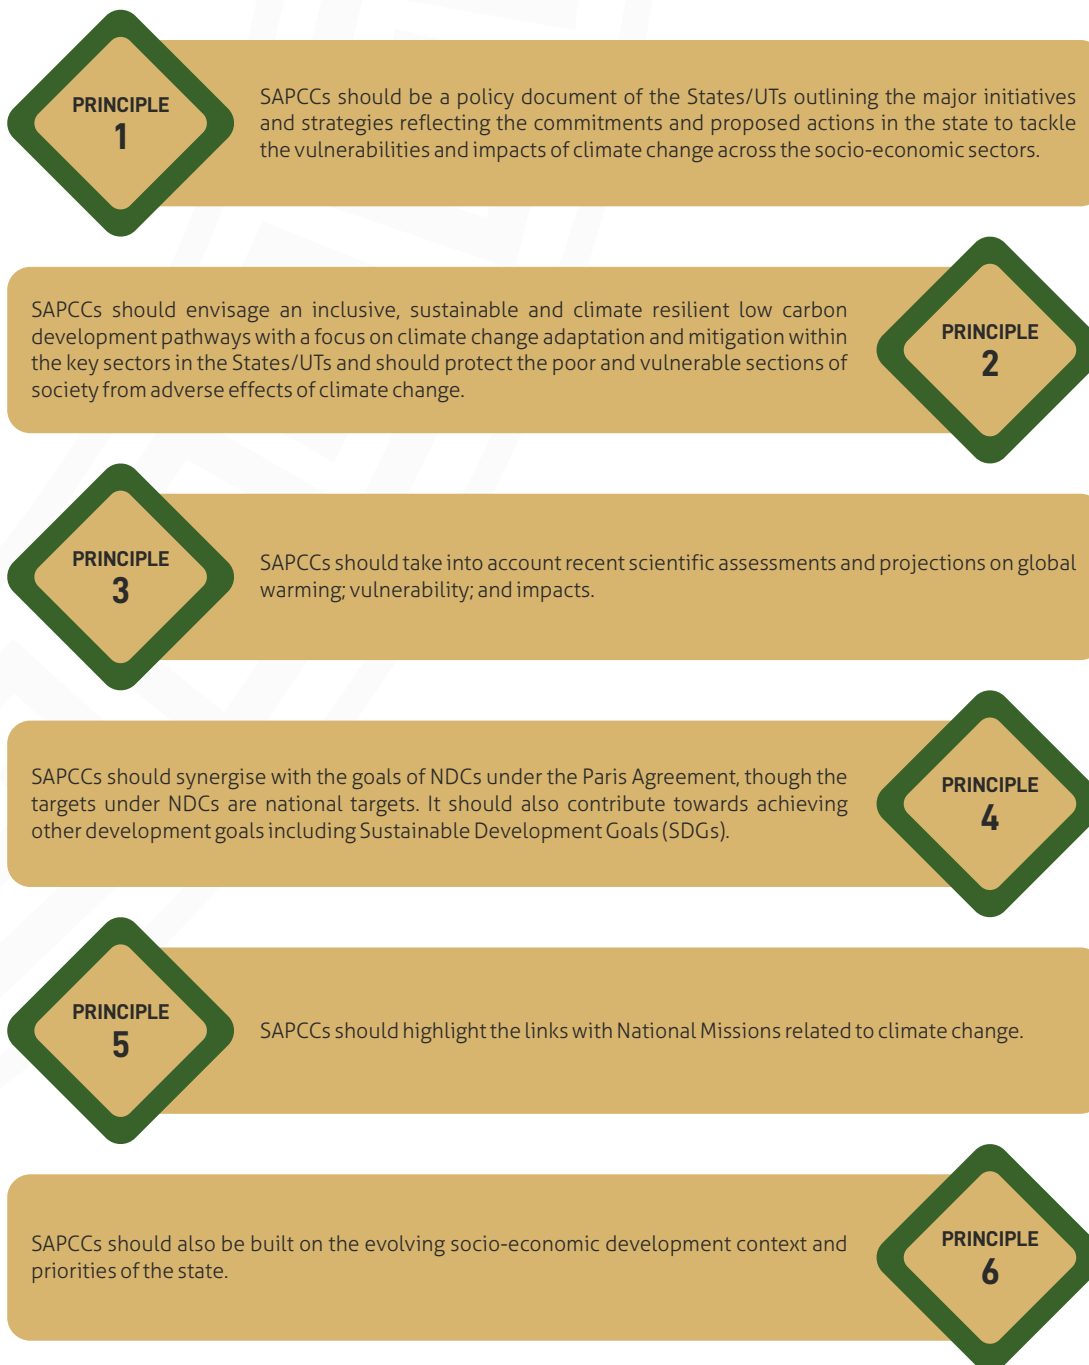 PRINCIPLE
1
SAPCCs should be a policy document of the States/UTs outlining the major initiatives
and strategies reflecting the commitments and proposed actions in the state to tackle
the vulnerabilities and impacts of climate change across the socio-economic sectors.
SAPCCs should envisage an inclusive, sustainable and climate resilient low carbon
development pathways with a focus on climate change adaptation and mitigation within
the key sectors in the States/UTs and should protect the poor and vulnerable sections of
society from adverse effects of climate change.
PRINCIPLE
2
PRINCIPLE
3
SAPCCs should take into account recent scientific assessments and projections on global
warming; vulnerability; and impacts.
SAPCCs should synergise with the goals of NDCs under the Paris Agreement, though the
targets under NDCs are national targets. It should also contribute towards achieving
other development goals including Sustainable Development Goals (SDGs).
PRINCIPLE
4
PRINCIPLE
5
SAPCCs should highlight the links with National Missions related to climate change.
SAPCCs should also be built on the evolving socio-economic development context and
priorities of the state.
PRINCIPLE
6